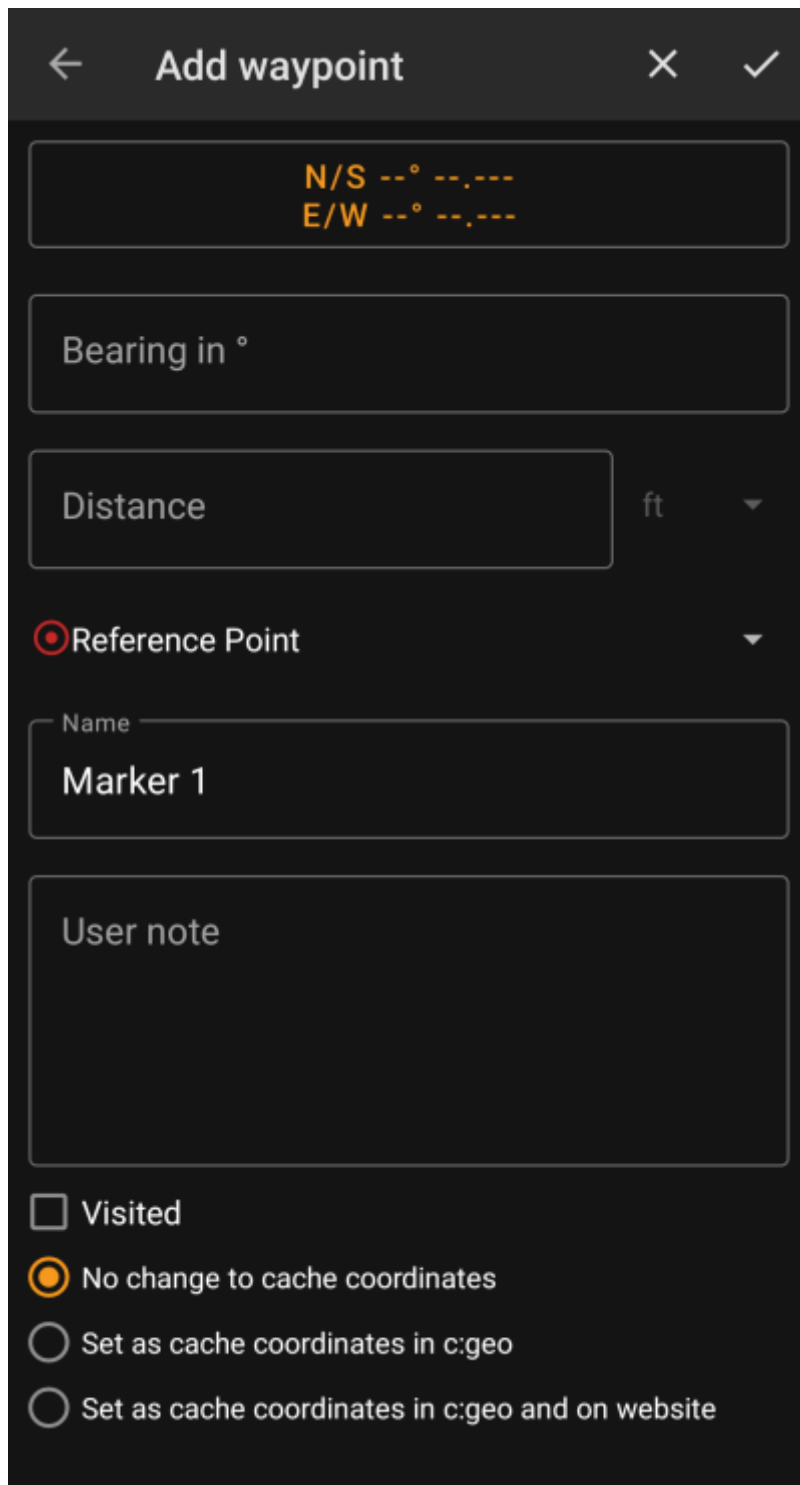 Add waypoint
N/S --° --.---
E/W --° --.---
Bearing in °
Distance
ft
Reference Point
Name
Marker 1
User note
Visited
No change to cache coordinates
Set as cache coordinates in c:geo
Set as cache coordinates in c:geo and on website